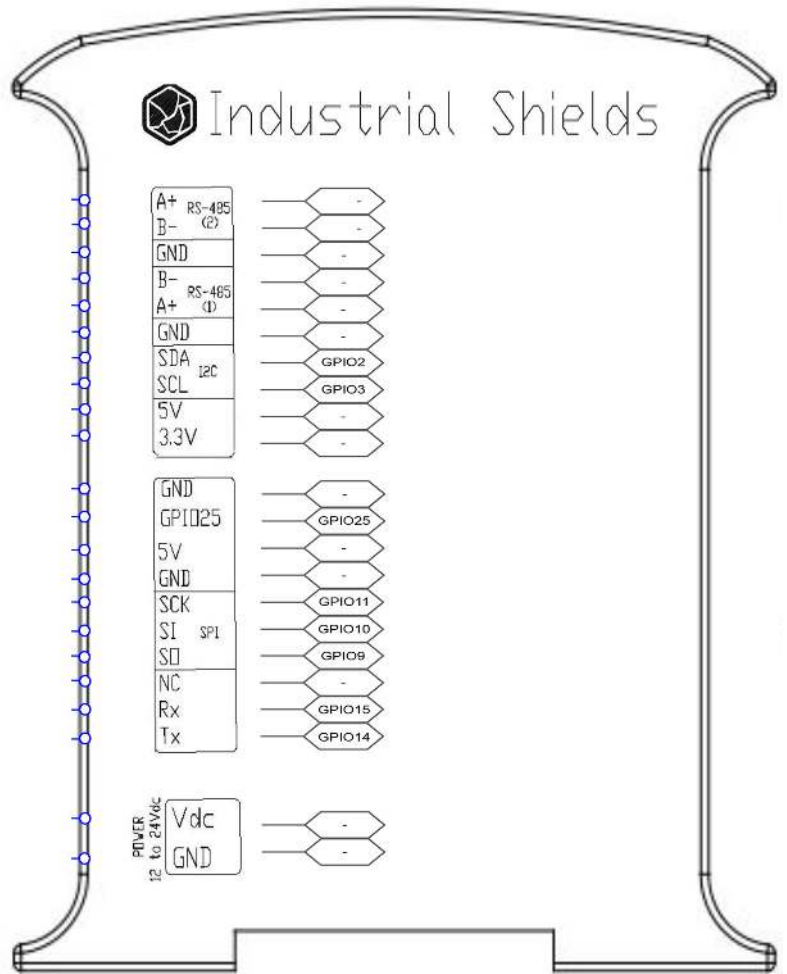 Industrial Shields
A+ RS-485 (2) -
B- -
GND -
B- RS-485 (1) -
A+ -
GND -
SDA I2C GPIO2
SCL GPIO3
5V -
3.3V -
GND -
GPIO25 GPIO25
5V -
GND -
SCK GPIO11
SI SPI GPIO10
SO GPIO9
NC -
Rx GPIO15
Tx GPIO14
POWER
12 to 24Vdc
Vdc -
GND -